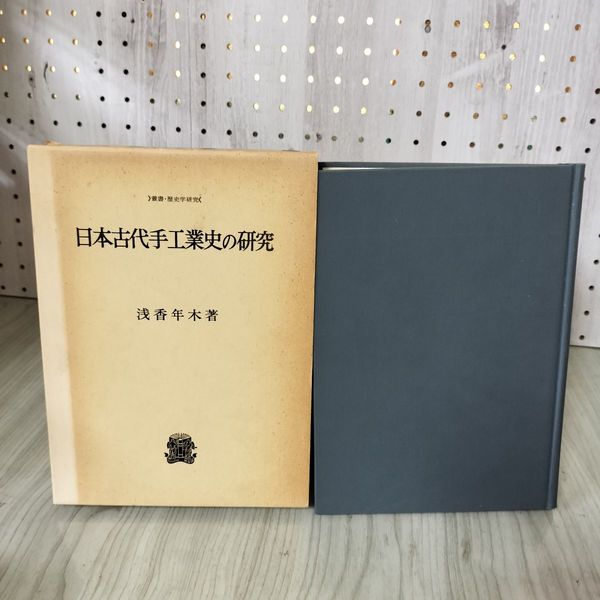 》叢書・歴史学研究《
日本古代手工業史の研究
浅香年木著